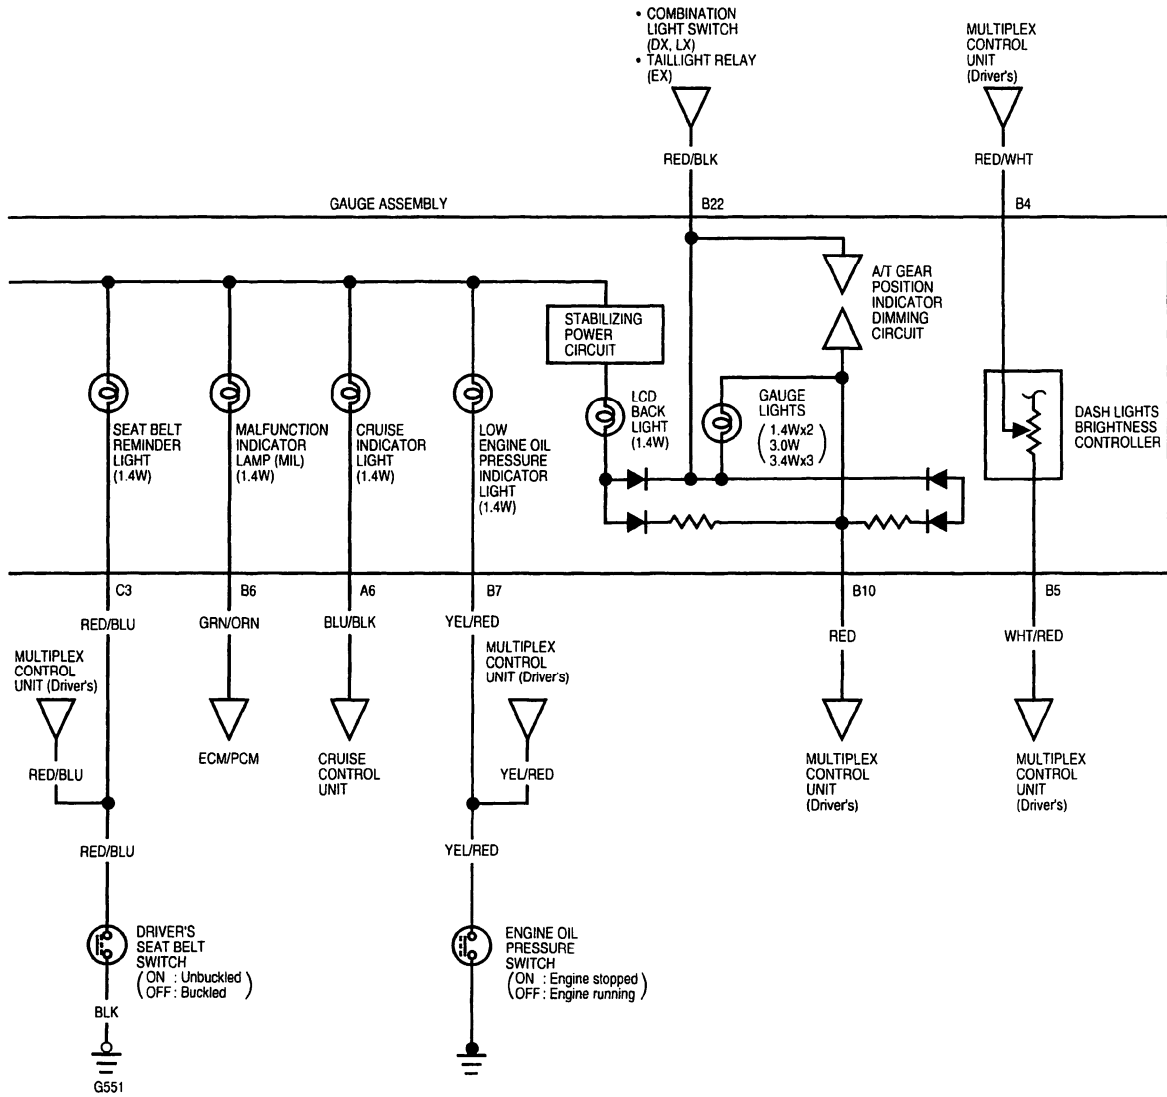 • COMBINATION
LIGHT SWITCH
(DX, LX)
• TAILLIGHT RELAY
(EX)
MULTIPLEX
CONTROL
UNIT
(Driver's)
RED/BLK
RED/WHT
GAUGE ASSEMBLY
B22
B4
A/T GEAR
POSITION
INDICATOR
DIMMING
CIRCUIT
STABILIZING
POWER
CIRCUIT
SEAT BELT
REMINDER
LIGHT
(1.4W)
MALFUNCTION
INDICATOR
LAMP (MIL)
(1.4W)
CRUISE
INDICATOR
LIGHT
(1.4W)
LOW
ENGINE OIL
PRESSURE
INDICATOR
LIGHT
(1.4W)
LCD
BACK
LIGHT
(1.4W)
GAUGE
LIGHTS
(1.4Wx2
3.0W
3.4Wx3)
DASH LIGHTS
BRIGHTNESS
CONTROLLER
C3
B6
A6
B7
B10
B5
RED/BLU
GRN/ORN
BLU/BLK
YEL/RED
RED
WHT/RED
MULTIPLEX
CONTROL
UNIT (Driver's)
MULTIPLEX
CONTROL
UNIT (Driver's)
RED/BLU
ECM/PCM
CRUISE
CONTROL
UNIT
YEL/RED
MULTIPLEX
CONTROL
UNIT
(Driver's)
MULTIPLEX
CONTROL
UNIT
(Driver's)
RED/BLU
YEL/RED
DRIVER'S
SEAT BELT
SWITCH
(ON : Unbuckled
OFF : Buckled)
ENGINE OIL
PRESSURE
SWITCH
(ON : Engine stopped
OFF : Engine running)
BLK
G551